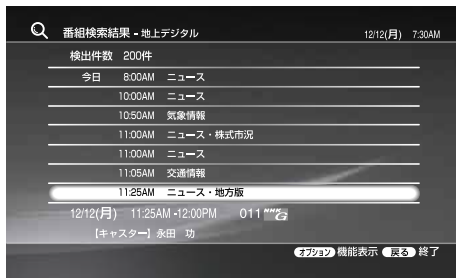 番組検索結果 - 地上デジタル 12/12(月) 7:30AM
検出件数 200件
今日 8:00AM ニュース
10:00AM ニュース
10:50AM 気象情報
11:00AM ニュース・株式市況
11:00AM ニュース
11:05AM 交通情報
11:25AM ニュース・地方版
12/12(月) 11:25AM -12:00PM 011 NHK G
【キャスター】永田 功
オプション 機能表示 戻る 終了